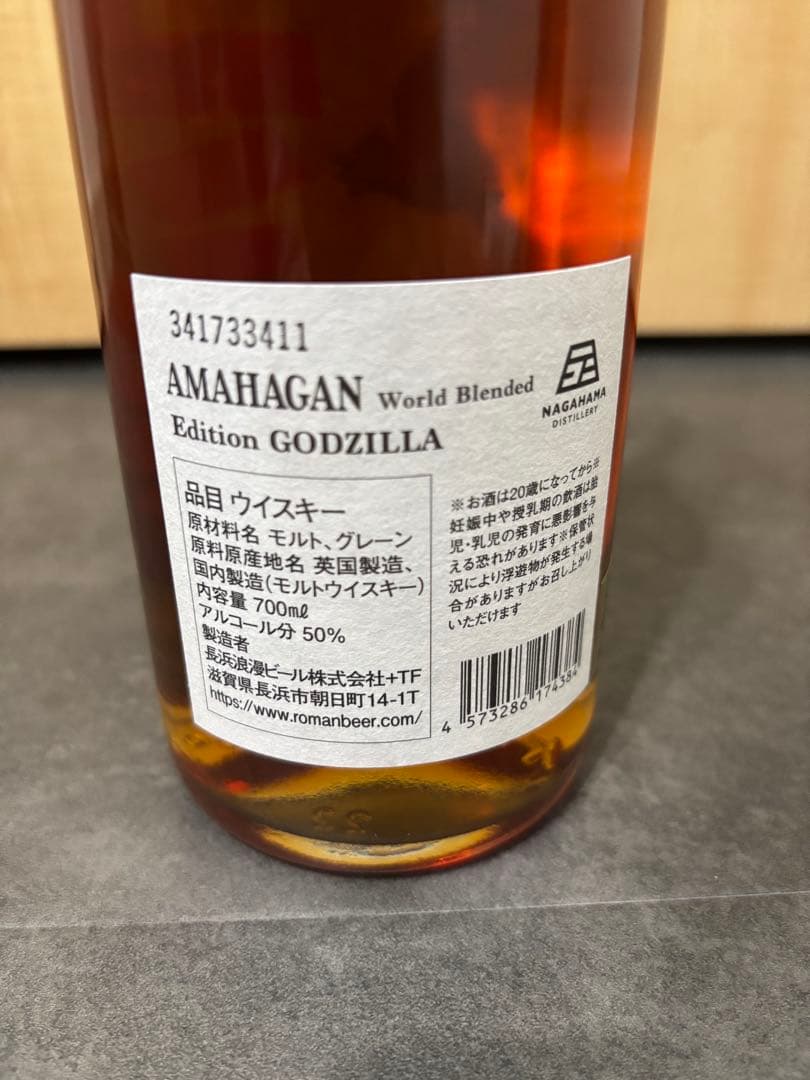 341733411
AMAHAGAN World Blended
Edition GODZILLA
NAGAHAMA
DISTILLERY
品目 ウイスキー
原材料名 モルト、グレーン
原料原産地名 英国製造、
国内製造(モルトウイスキー)
内容量 700㎖
アルコール分 50%
製造者
長浜浪漫ビール株式会社+TF
滋賀県長浜市朝日町14-1T
https://www.romanbeer.com/
※お酒は20歳になってから※
妊娠中や授乳期の飲酒は胎
児・乳児の発育に悪影響を与
える恐れがあります※保管状
況により浮遊物が発生する場
合がありますがお召し上がり
いただけます
4 573286 174384